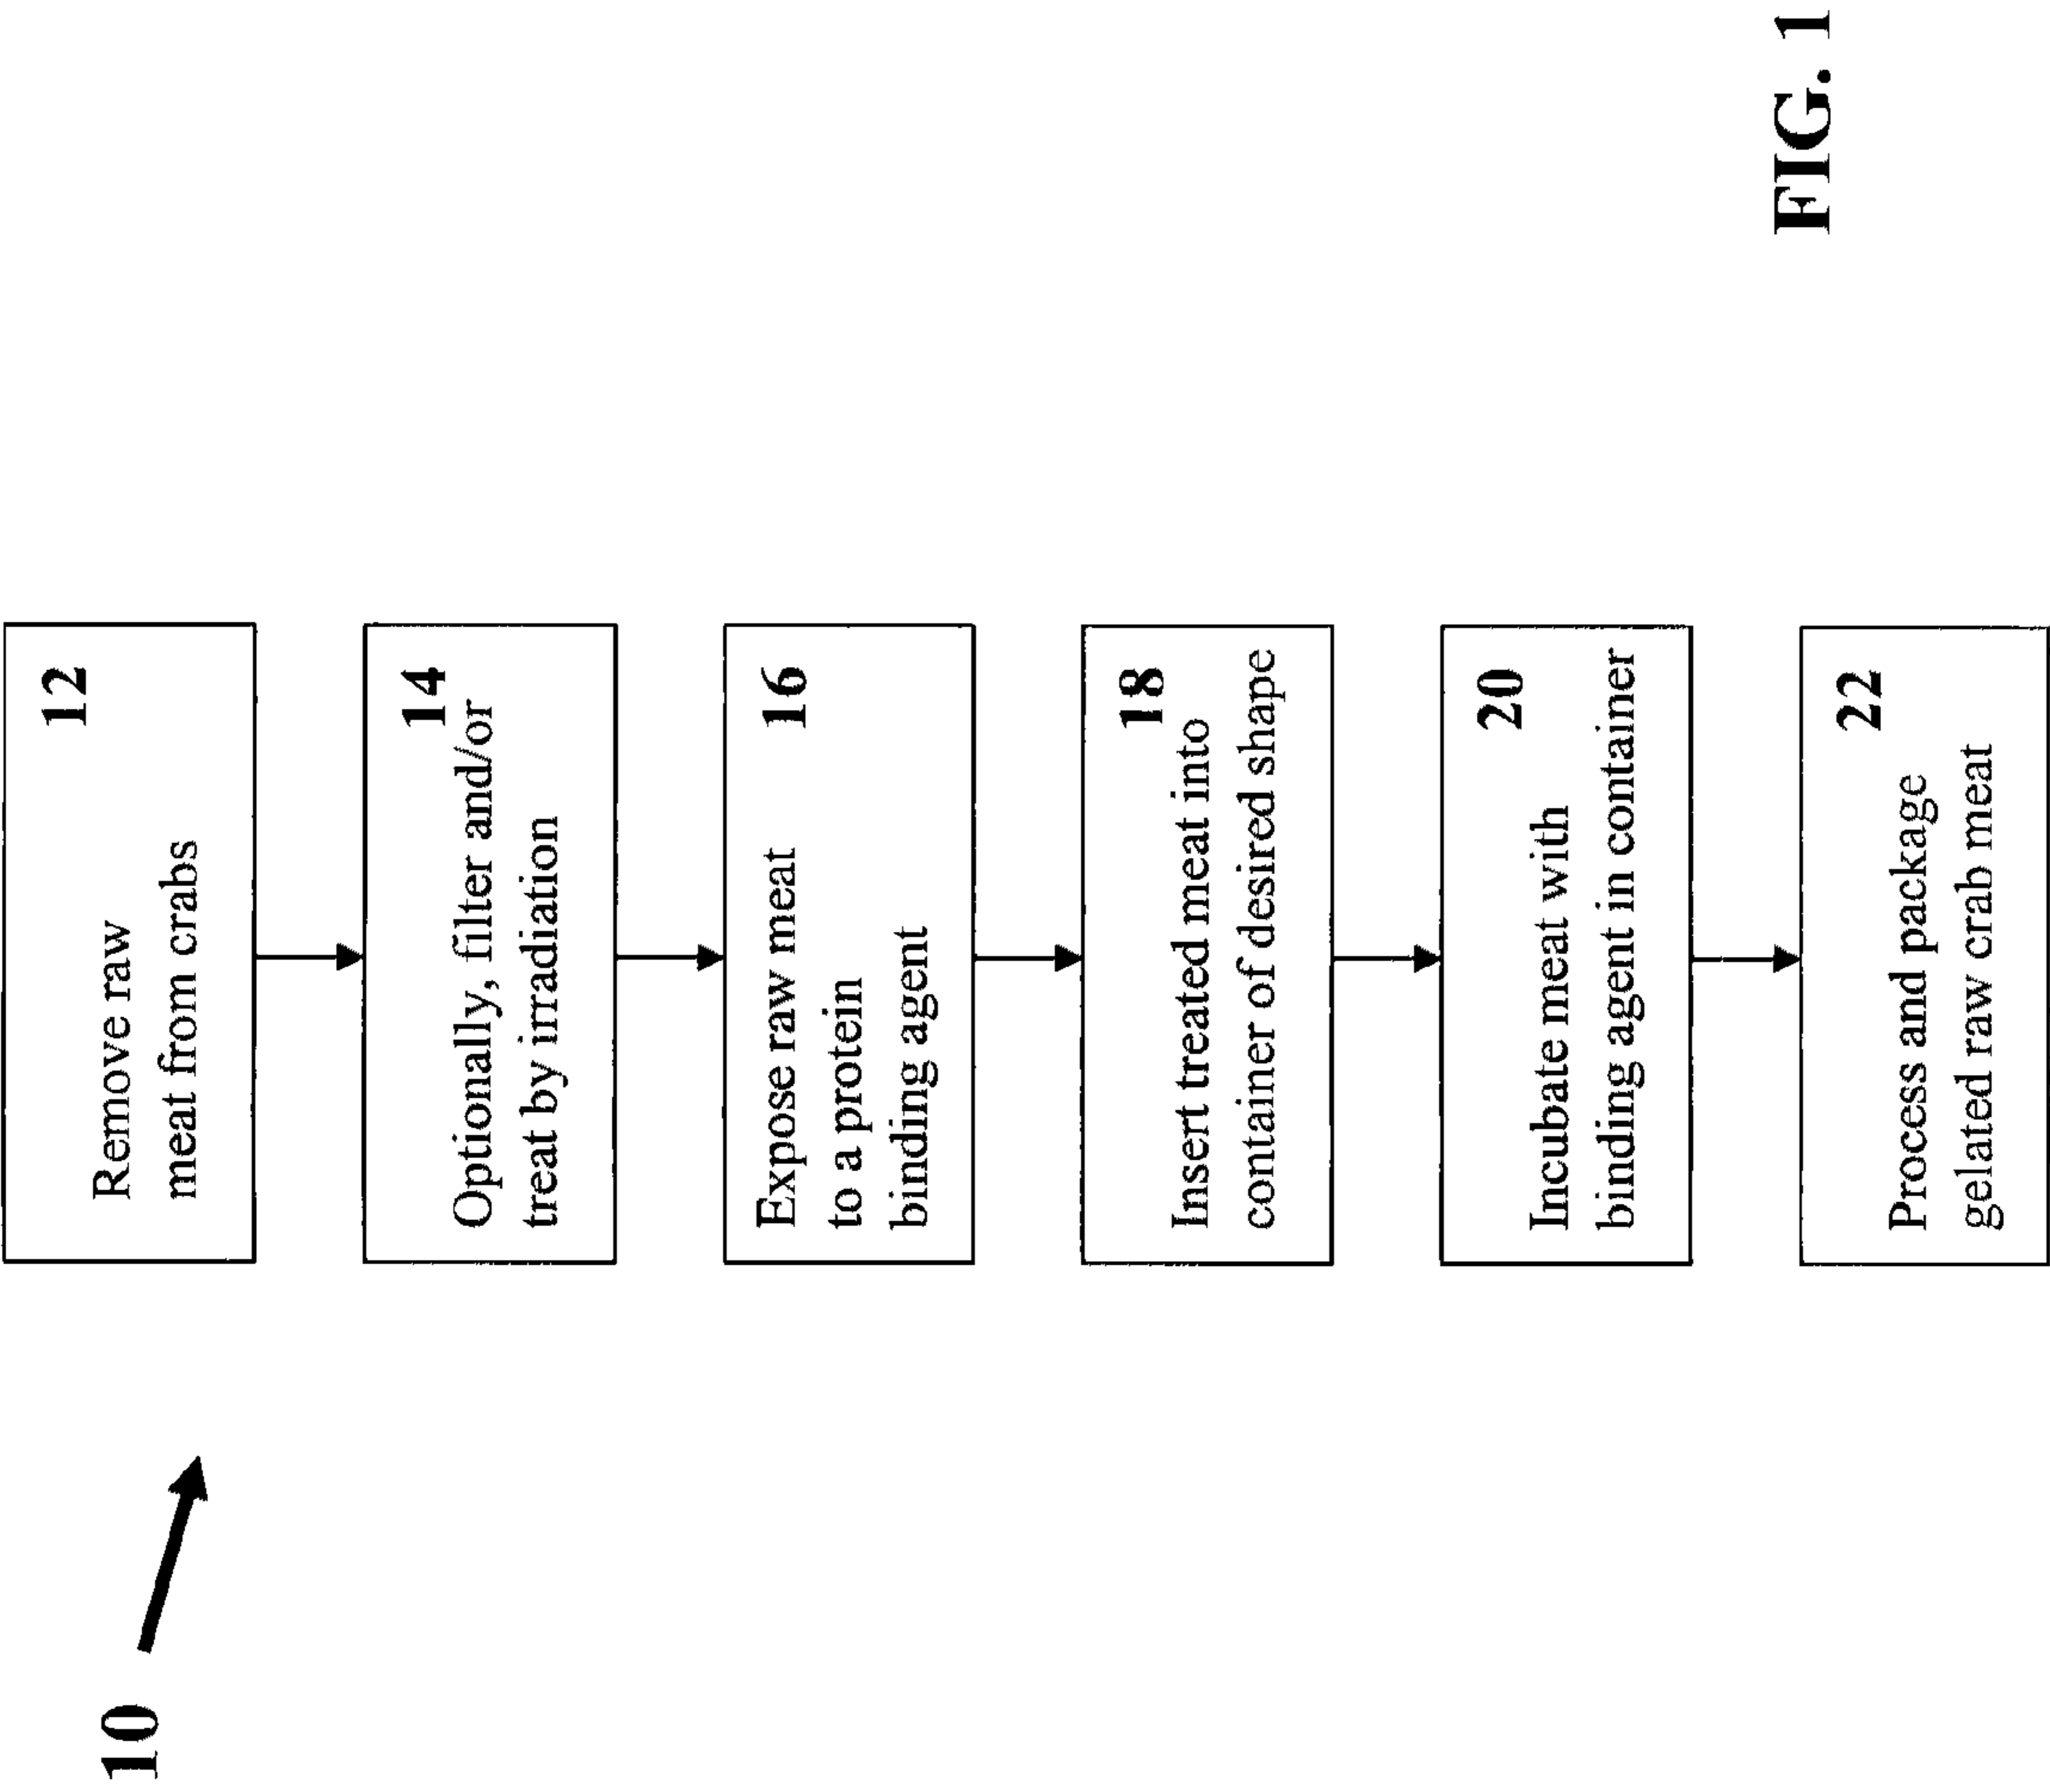 10
12
Remove raw
meat from crabs
14
Optionally, filter and/or
treat by irradiation
16
Expose raw meat
to a protein
binding agent
18
Insert treated meat into
container of desired shape
20
Incubate meat with
binding agent in container
22
Process and package
gelated raw crab meat
FIG. 1